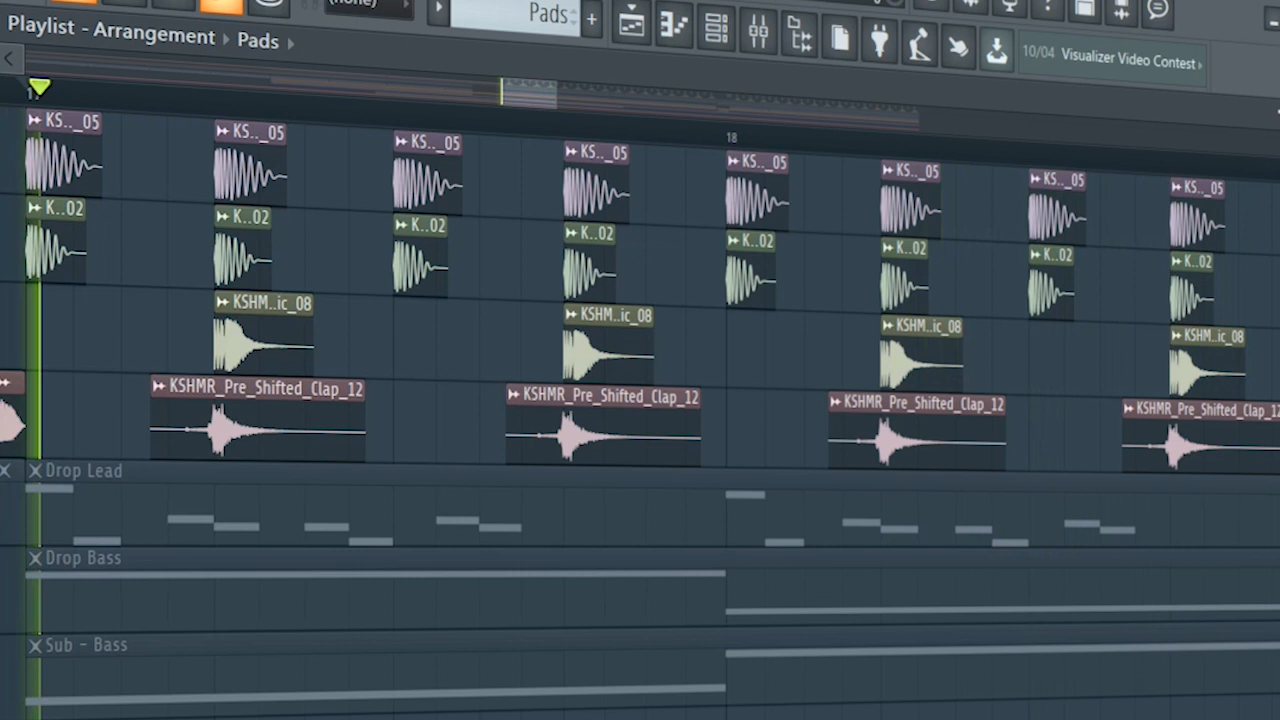 (none)
Pads
+
Playlist - Arrangement › Pads ›
10/04 Visualizer Video Contest
17
18
KS.._05 KS.._05 KS.._05 KS.._05 KS.._05 KS.._05 KS.._05 KS.._05
K..02 K..02 K..02 K..02 K..02 K..02 K..02 K..02
KSHM..ic_08 KSHM..ic_08 KSHM..ic_08 KSHM..ic_08
KSHMR_Pre_Shifted_Clap_12 KSHMR_Pre_Shifted_Clap_12 KSHMR_Pre_Shifted_Clap_12 KSHMR_Pre_Shifted_Clap_12
Drop Lead
Drop Bass
Sub - Bass